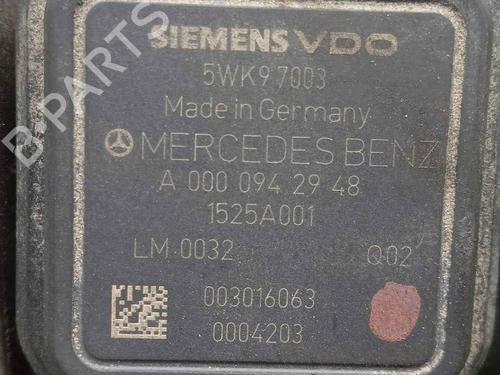 B-PARTS
SIEMENS VDO
5WK9 7003
Made in Germany
MERCEDES BENZ
A 000 094 29 48
1525A001
LM 0032 Q02
003016063
0004203